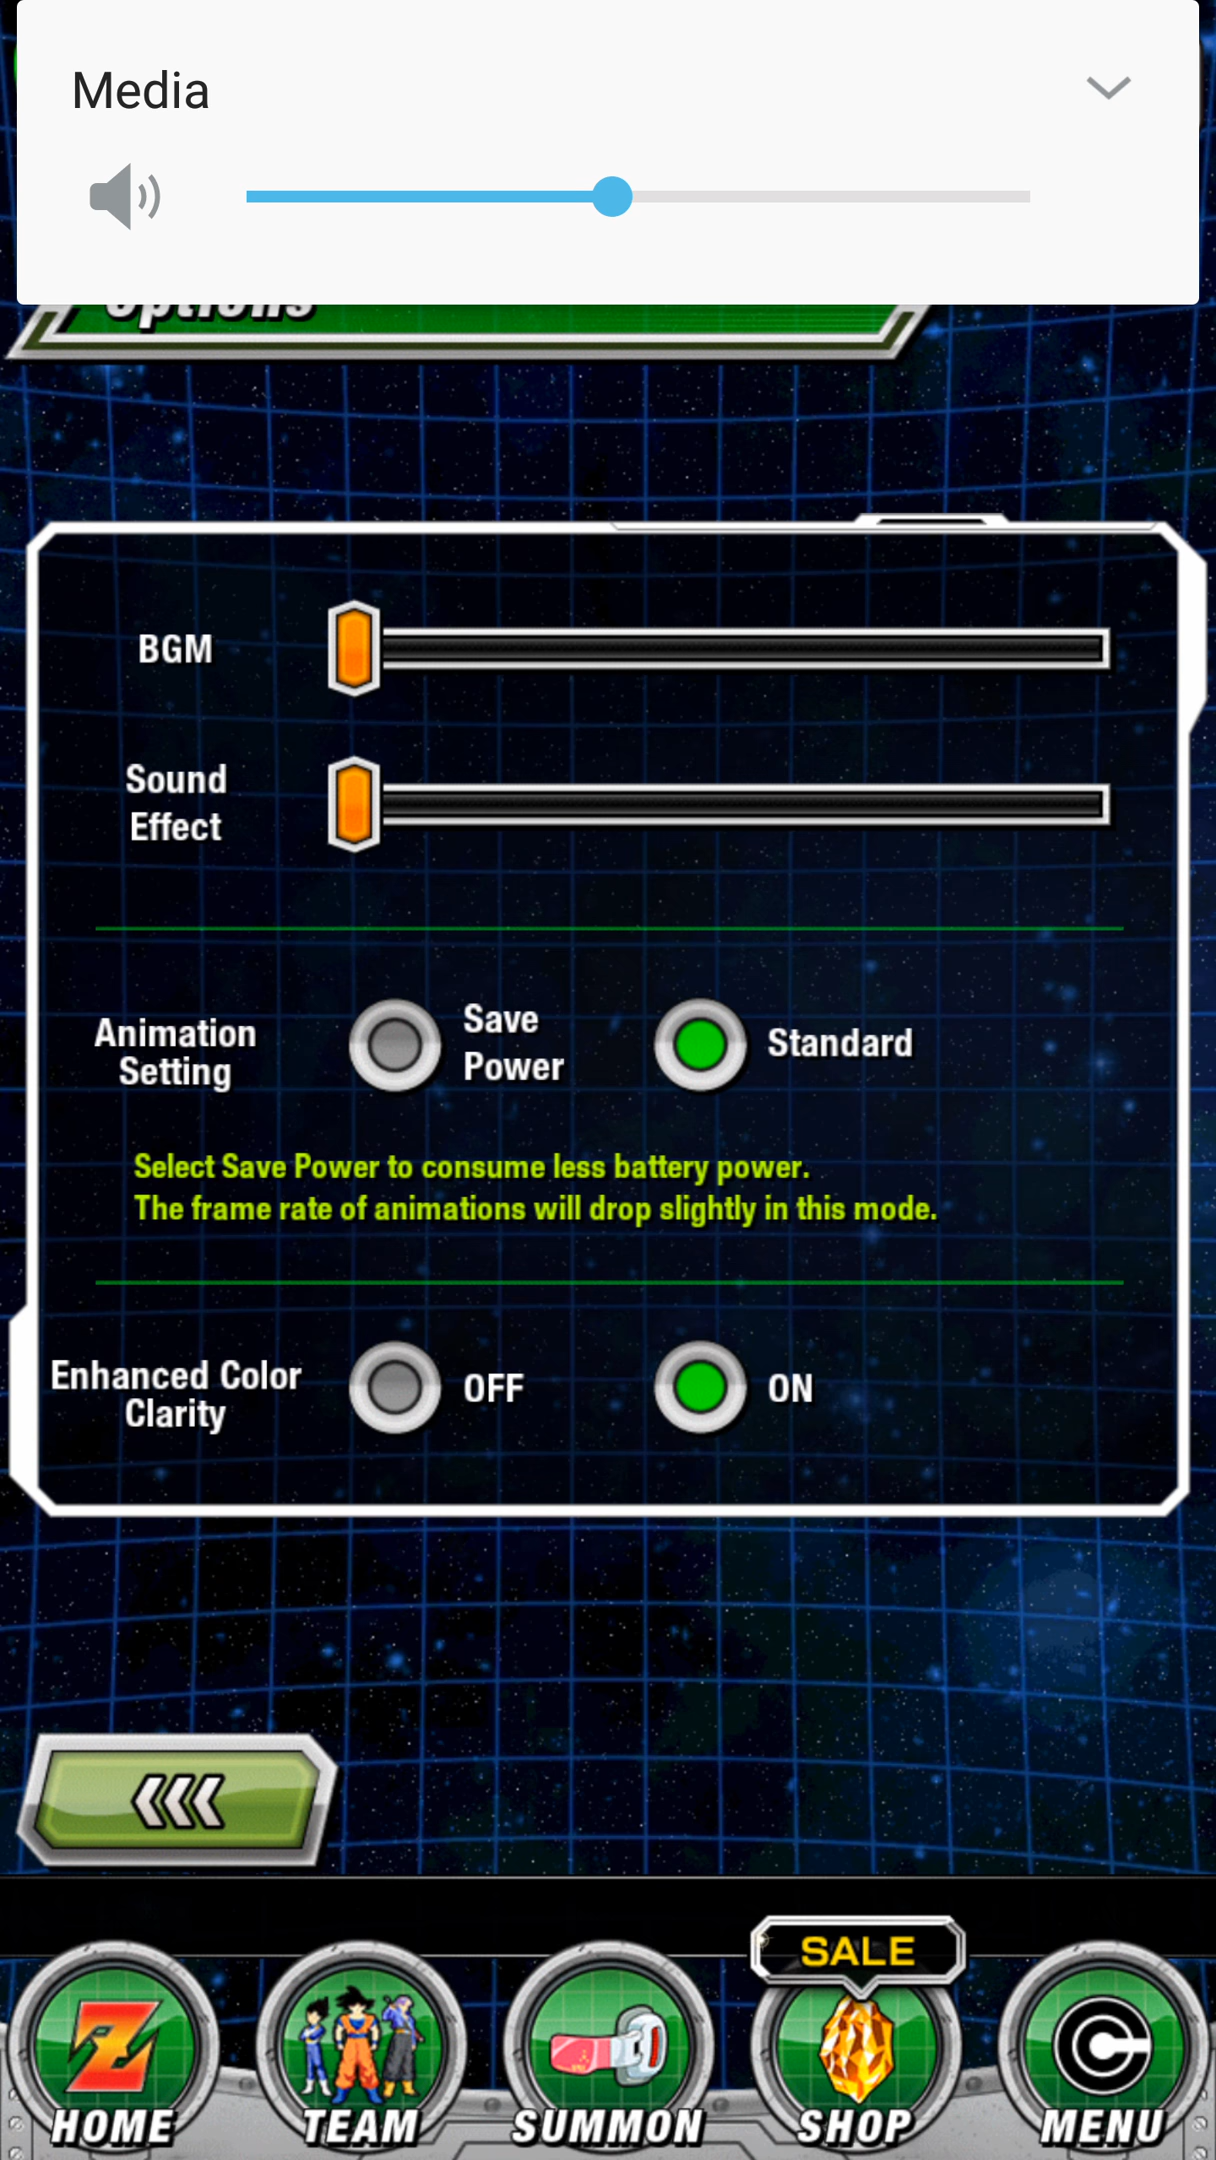 Media
Options
BGM
Sound
Effect
Animation
Setting
Save
Power
Standard
Select Save Power to consume less battery power.
The frame rate of animations will drop slightly in this mode.
Enhanced Color
Clarity
OFF
ON
SALE
HOME
TEAM
SUMMON
SHOP
MENU